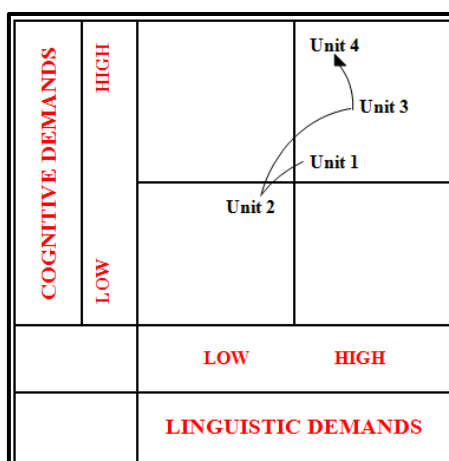 COGNITIVE DEMANDS
HIGH
LOW
Unit 4
Unit 3
Unit 1
Unit 2
LOW
HIGH
LINGUISTIC DEMANDS